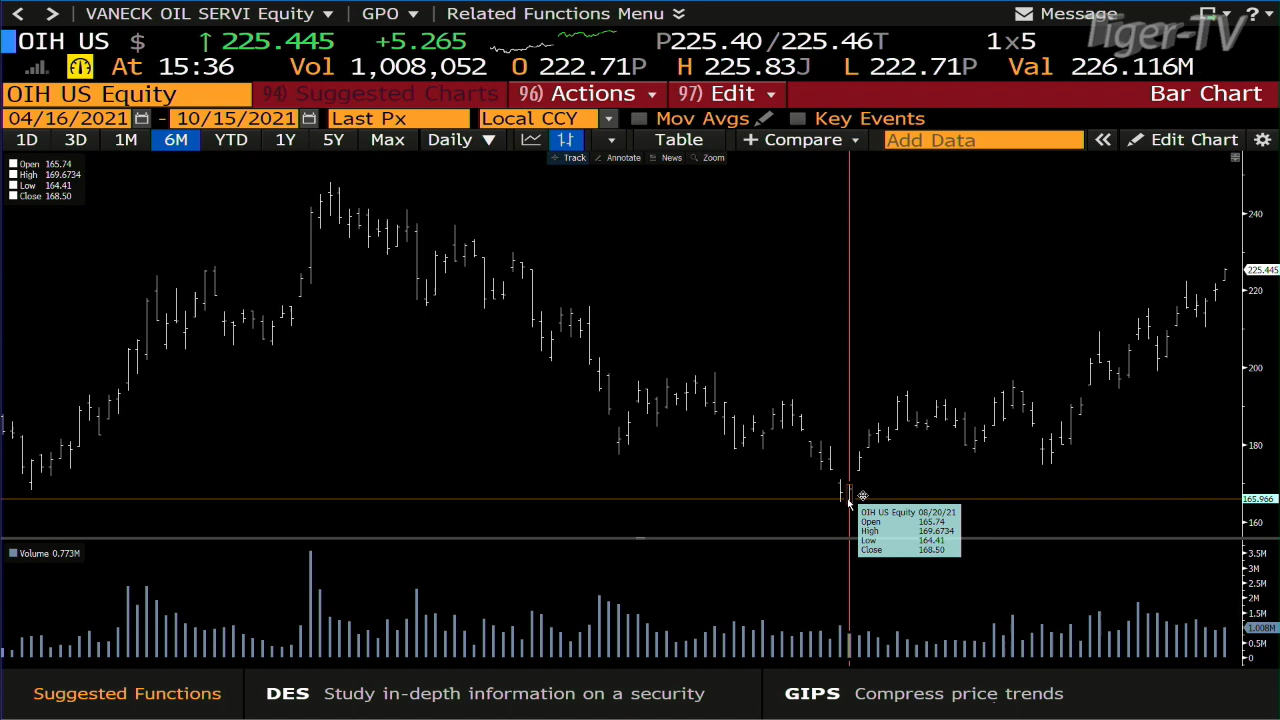 < > VANECK OIL SERVI Equity ▾ GPO ▾ Related Functions Menu Message ? ▾
Tiger-TV
OIH US $ ↑ 225.445 +5.265 P225.40/225.46T 1x5
At 15:36 Vol 1,008,052 O 222.71P H 225.83J L 222.71P Val 226.116M
OIH US Equity 94) Suggested Charts 96) Actions ▾ 97) Edit ▾ Bar Chart
04/16/2021 - 10/15/2021 Last Px Local CCY ▾ Mov Avgs Key Events
1D 3D 1M 6M YTD 1Y 5Y Max Daily ▼ Table + Compare ▾ Add Data « Edit Chart
Track Annotate News Zoom
Open 165.74
High 169.6734
Low 164.41
Close 168.50
240
225.445
220
200
180
165.966
160
OIH US Equity 08/20/21
Open 165.74
High 169.6734
Low 164.41
Close 168.50
Volume 0.773M
3.5M
3M
2.5M
2M
1.5M
1.008M
0.5M
0
Suggested Functions DES Study in-depth information on a security GIPS Compress price trends